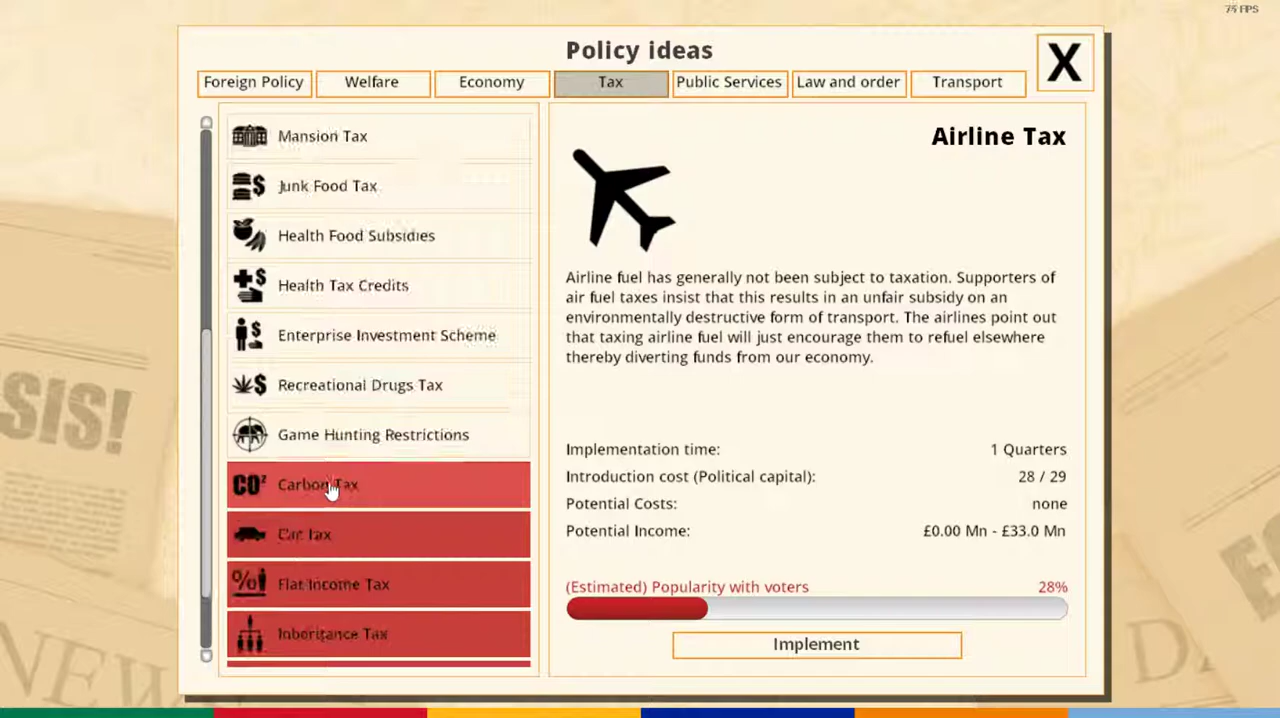 75 FPS
Policy ideas
X
Foreign Policy
Welfare
Economy
Tax
Public Services
Law and order
Transport
Mansion Tax
Junk Food Tax
Health Food Subsidies
Health Tax Credits
Enterprise Investment Scheme
Recreational Drugs Tax
Game Hunting Restrictions
CO² Carbon Tax
Car Tax
Flat Income Tax
Inheritance Tax
Airline Tax
Airline fuel has generally not been subject to taxation. Supporters of
air fuel taxes insist that this results in an unfair subsidy on an
environmentally destructive form of transport. The airlines point out
that taxing airline fuel will just encourage them to refuel elsewhere
thereby diverting funds from our economy.
Implementation time: 1 Quarters
Introduction cost (Political capital): 28 / 29
Potential Costs: none
Potential Income: £0.00 Mn - £33.0 Mn
(Estimated) Popularity with voters 28%
Implement
SIS!
NEW